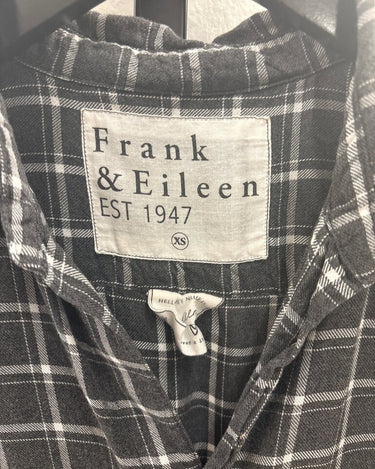 Frank
& Eileen
EST 1947
XS